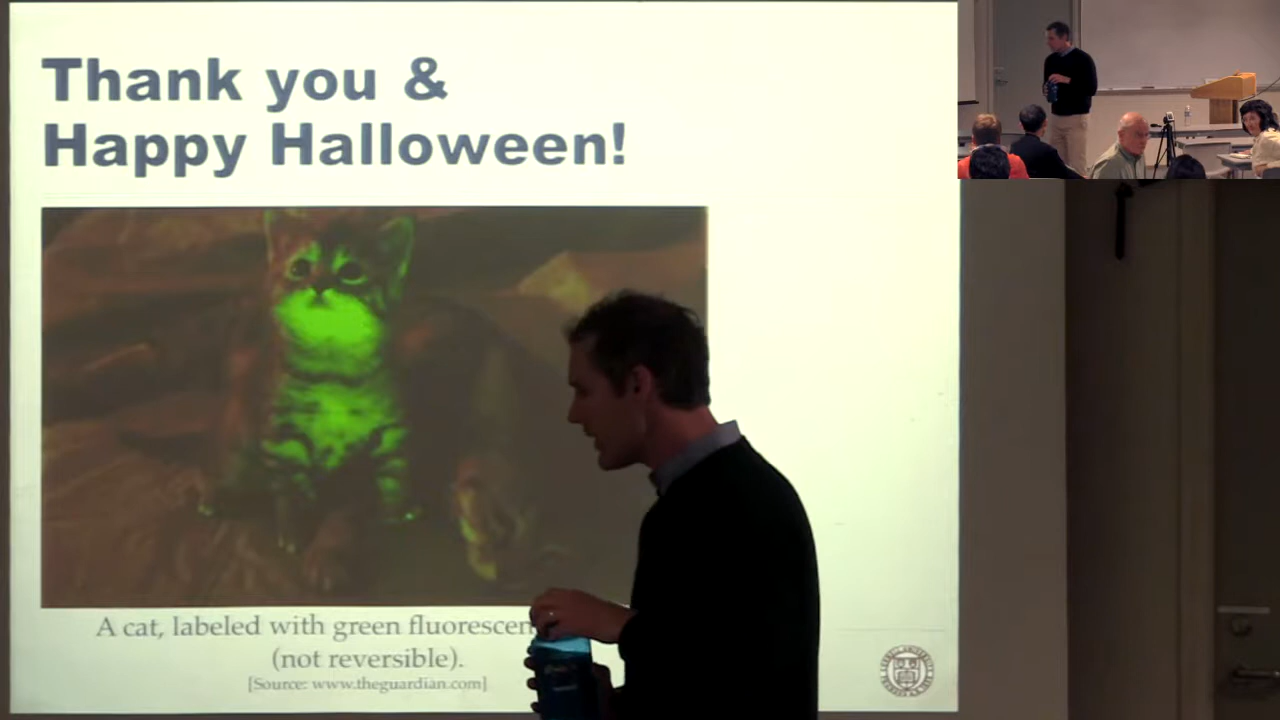 Thank you &
Happy Halloween!
A cat, labeled with green fluorescen
(not reversible).
[Source: www.theguardian.com]